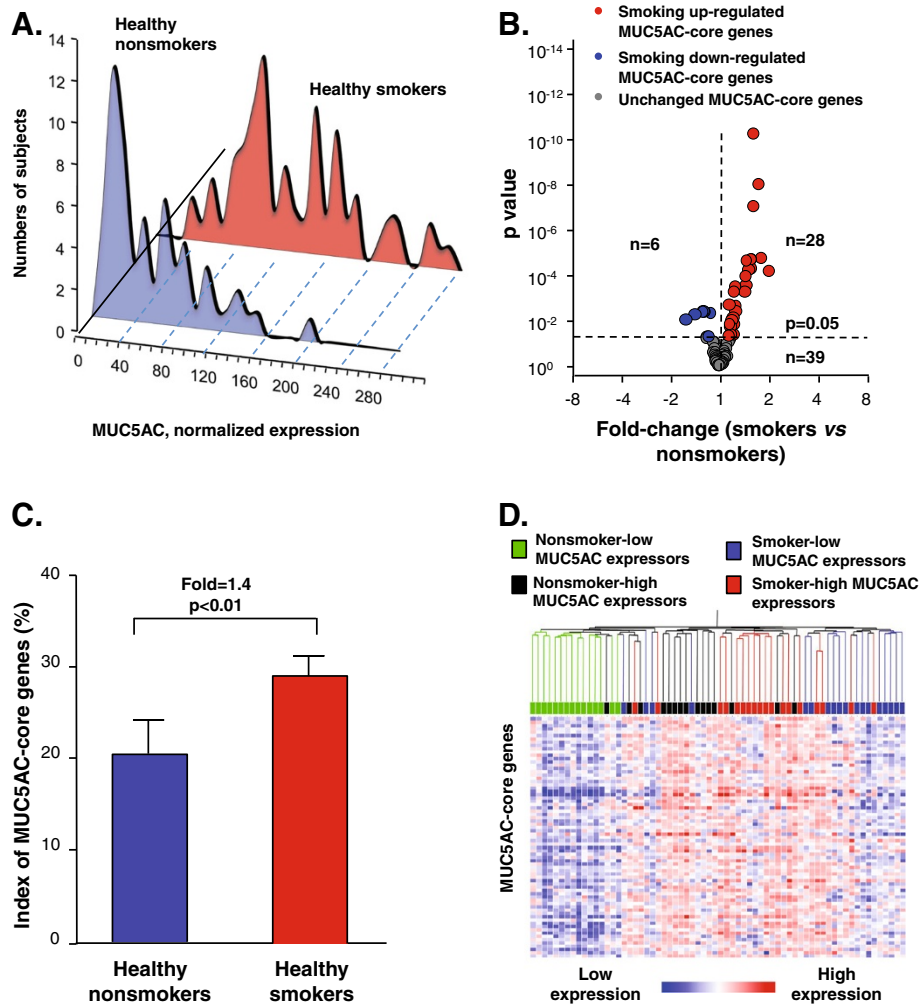 A.
Healthy
nonsmokers
Healthy smokers
14
12
10
8
6
4
2
0
Numbers of subjects
0
40
80
120
160
200
240
280
MUC5AC, normalized expression
B.
Smoking up-regulated
MUC5AC-core genes
Smoking down-regulated
MUC5AC-core genes
Unchanged MUC5AC-core genes
p value
10-14
10-12
10-10
10-8
10-6
10-4
10-2
100
n=6
n=28
p=0.05
n=39
-8
-4
-2
1
2
4
8
Fold-change (smokers vs
nonsmokers)
C.
Index of MUC5AC-core genes (%)
40
30
20
10
0
Fold=1.4
p<0.01
Healthy
nonsmokers
Healthy
smokers
D.
Nonsmoker-low
MUC5AC expressors
Smoker-low
MUC5AC expressors
Nonsmoker-high
MUC5AC expressors
Smoker-high MUC5AC
expressors
MUC5AC-core genes
Low
expression
High
expression